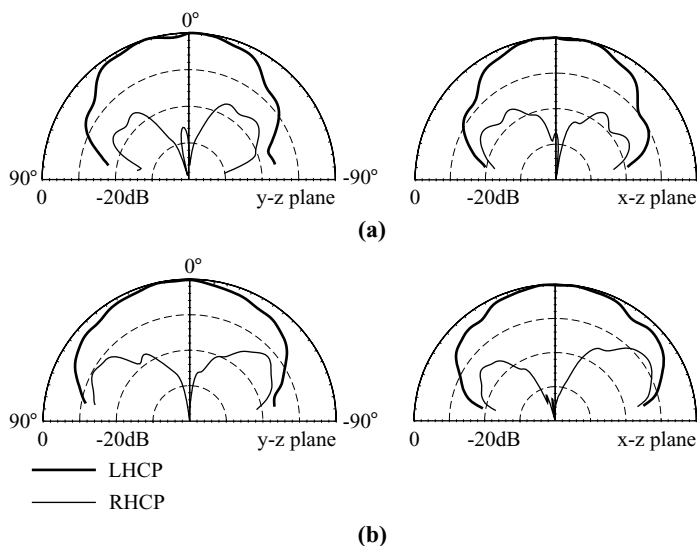 0°
90° -90°
0 -20dB y-z plane 0 -20dB x-z plane
(a)
0°
90° -90°
0 -20dB y-z plane 0 -20dB x-z plane
LHCP
RHCP
(b)